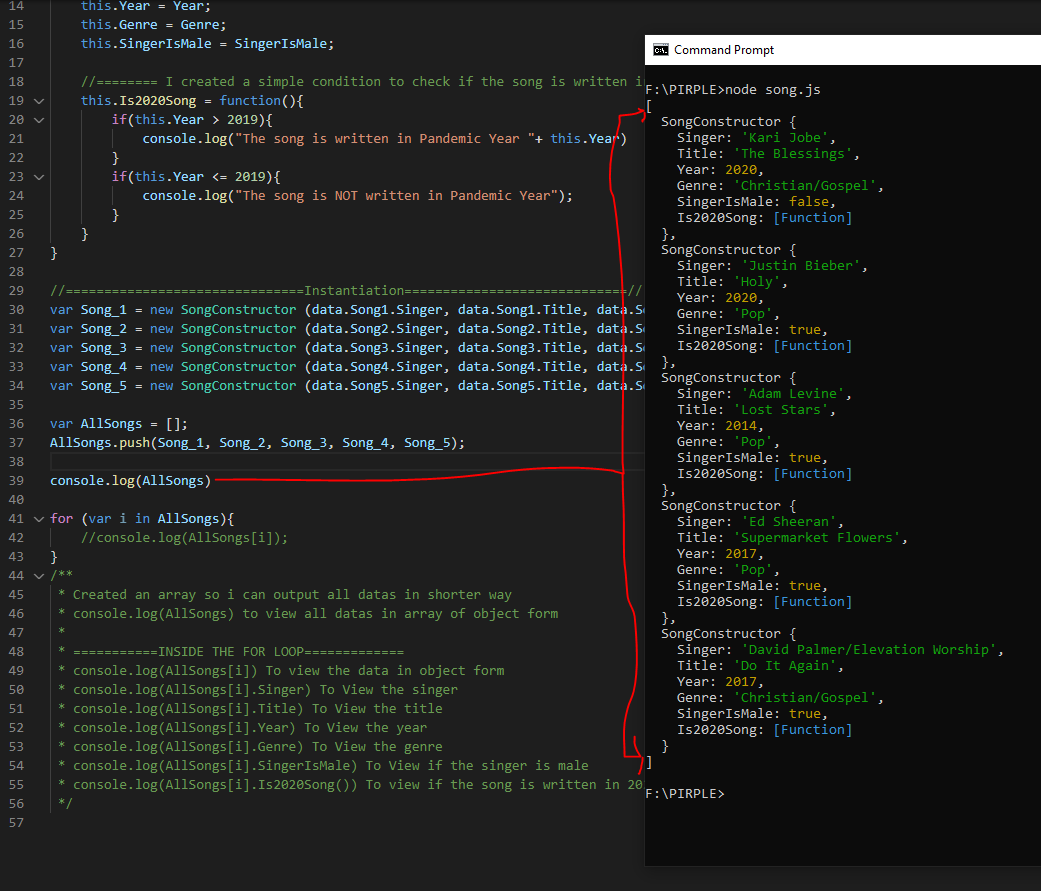 14 this.Year = Year;
15 this.Genre = Genre;
16 this.SingerIsMale = SingerIsMale;
17
18 //======== I created a simple condition to check if the song is written i
19 this.Is2020Song = function(){
20 if(this.Year > 2019){
21 console.log("The song is written in Pandemic Year "+ this.Year)
22 }
23 if(this.Year <= 2019){
24 console.log("The song is NOT written in Pandemic Year");
25 }
26 }
27 }
28
29 //===============================Instantiation=============================//
30 var Song_1 = new SongConstructor (data.Song1.Singer, data.Song1.Title, data.So
31 var Song_2 = new SongConstructor (data.Song2.Singer, data.Song2.Title, data.So
32 var Song_3 = new SongConstructor (data.Song3.Singer, data.Song3.Title, data.So
33 var Song_4 = new SongConstructor (data.Song4.Singer, data.Song4.Title, data.So
34 var Song_5 = new SongConstructor (data.Song5.Singer, data.Song5.Title, data.So
35
36 var AllSongs = [];
37 AllSongs.push(Song_1, Song_2, Song_3, Song_4, Song_5);
38
39 console.log(AllSongs)
40
41 for (var i in AllSongs){
42 //console.log(AllSongs[i]);
43 }
44 /**
45 * Created an array so i can output all datas in shorter way
46 * console.log(AllSongs) to view all datas in array of object form
47 *
48 * ===========INSIDE THE FOR LOOP=============
49 * console.log(AllSongs[i]) To view the data in object form
50 * console.log(AllSongs[i].Singer) To View the singer
51 * console.log(AllSongs[i].Title) To View the title
52 * console.log(AllSongs[i].Year) To View the year
53 * console.log(AllSongs[i].Genre) To View the genre
54 * console.log(AllSongs[i].SingerIsMale) To View if the singer is male
55 * console.log(AllSongs[i].Is2020Song()) To view if the song is written in 20
56 */
57
C:\. Command Prompt
F:\PIRPLE>node song.js
[
SongConstructor {
Singer: 'Kari Jobe',
Title: 'The Blessings',
Year: 2020,
Genre: 'Christian/Gospel',
SingerIsMale: false,
Is2020Song: [Function]
},
SongConstructor {
Singer: 'Justin Bieber',
Title: 'Holy',
Year: 2020,
Genre: 'Pop',
SingerIsMale: true,
Is2020Song: [Function]
},
SongConstructor {
Singer: 'Adam Levine',
Title: 'Lost Stars',
Year: 2014,
Genre: 'Pop',
SingerIsMale: true,
Is2020Song: [Function]
},
SongConstructor {
Singer: 'Ed Sheeran',
Title: 'Supermarket Flowers',
Year: 2017,
Genre: 'Pop',
SingerIsMale: true,
Is2020Song: [Function]
},
SongConstructor {
Singer: 'David Palmer/Elevation Worship',
Title: 'Do It Again',
Year: 2017,
Genre: 'Christian/Gospel',
SingerIsMale: true,
Is2020Song: [Function]
}
]
F:\PIRPLE>